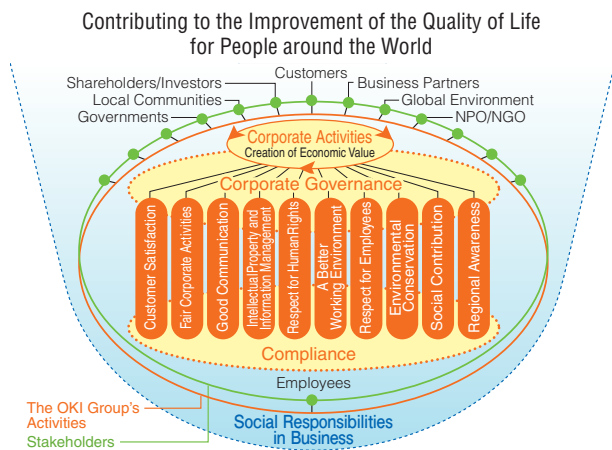 Contributing to the Improvement of the Quality of Life
for People around the World
Customers
Shareholders/Investors
Business Partners
Local Communities
Global Environment
Governments
NPO/NGO
Corporate Activities
Creation of Economic Value
Corporate Governance
Customer Satisfaction
Fair Corporate Activities
Good Communication
Intellectual Property and
Information Management
Respect for Human Rights
A Better
Working Environment
Respect for Employees
Environmental
Conservation
Social Contribution
Regional Awareness
Compliance
Employees
The OKI Group's
Activities
Stakeholders
Social Responsibilities
in Business